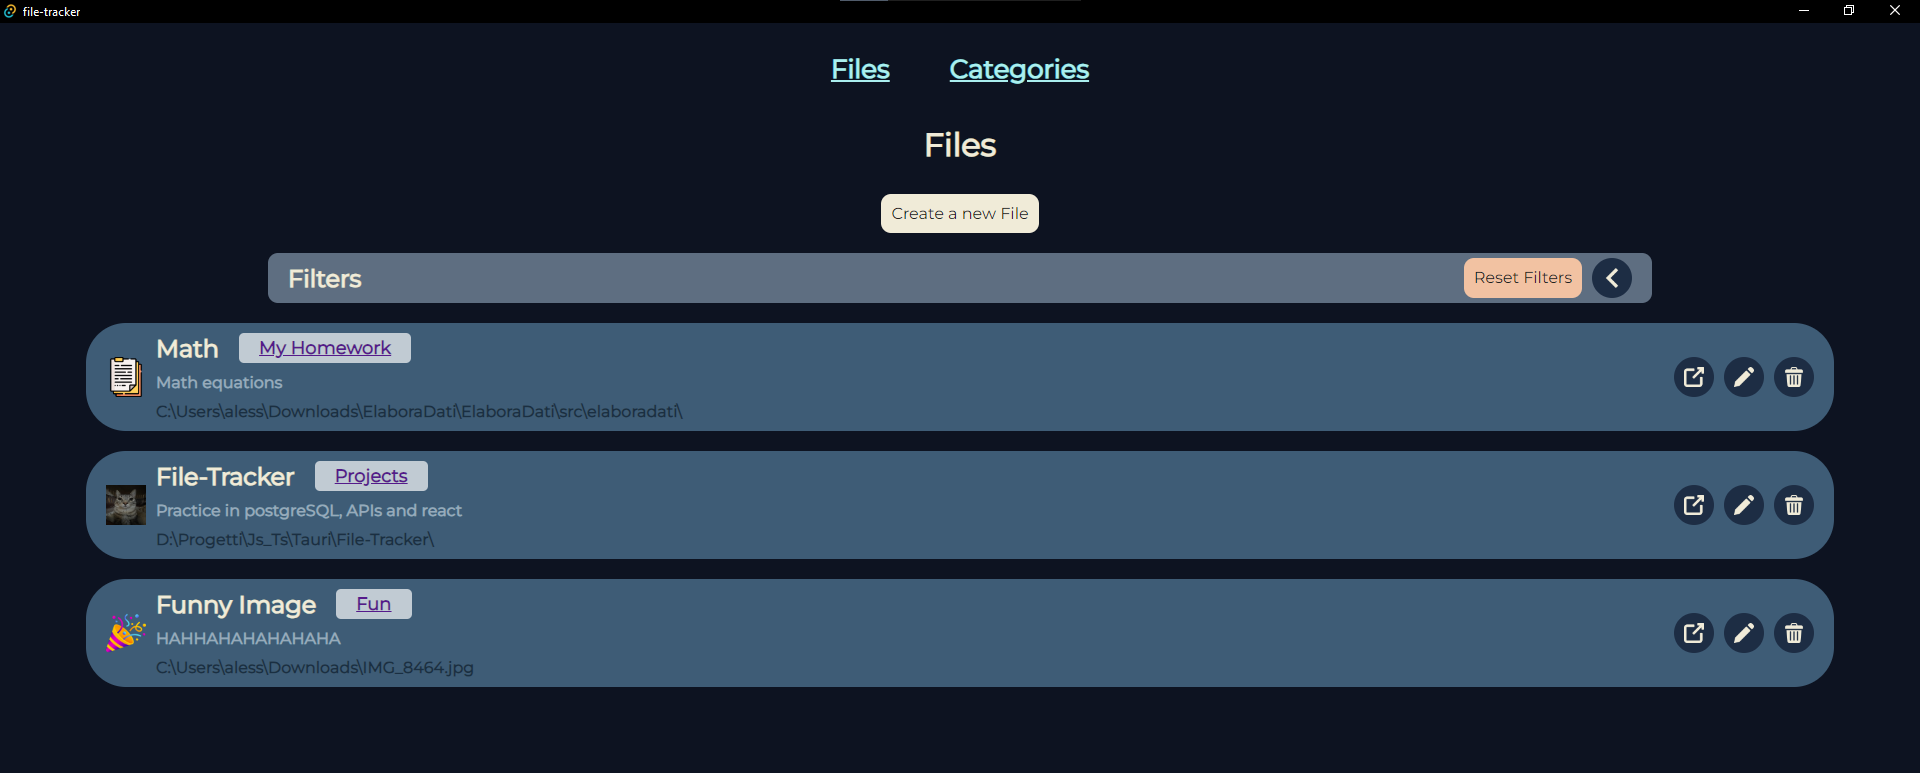 file-tracker
Files Categories
Files
Create a new File
Filters Reset Filters
Math My Homework
Math equations
C:\Users\aless\Downloads\ElaboraDati\ElaboraDati\src\elaboradati\
File-Tracker Projects
Practice in postgreSQL, APIs and react
D:\Progetti\Js_Ts\Tauri\File-Tracker\
Funny Image Fun
HAHHAHAHAHAHAHA
C:\Users\aless\Downloads\IMG_8464.jpg